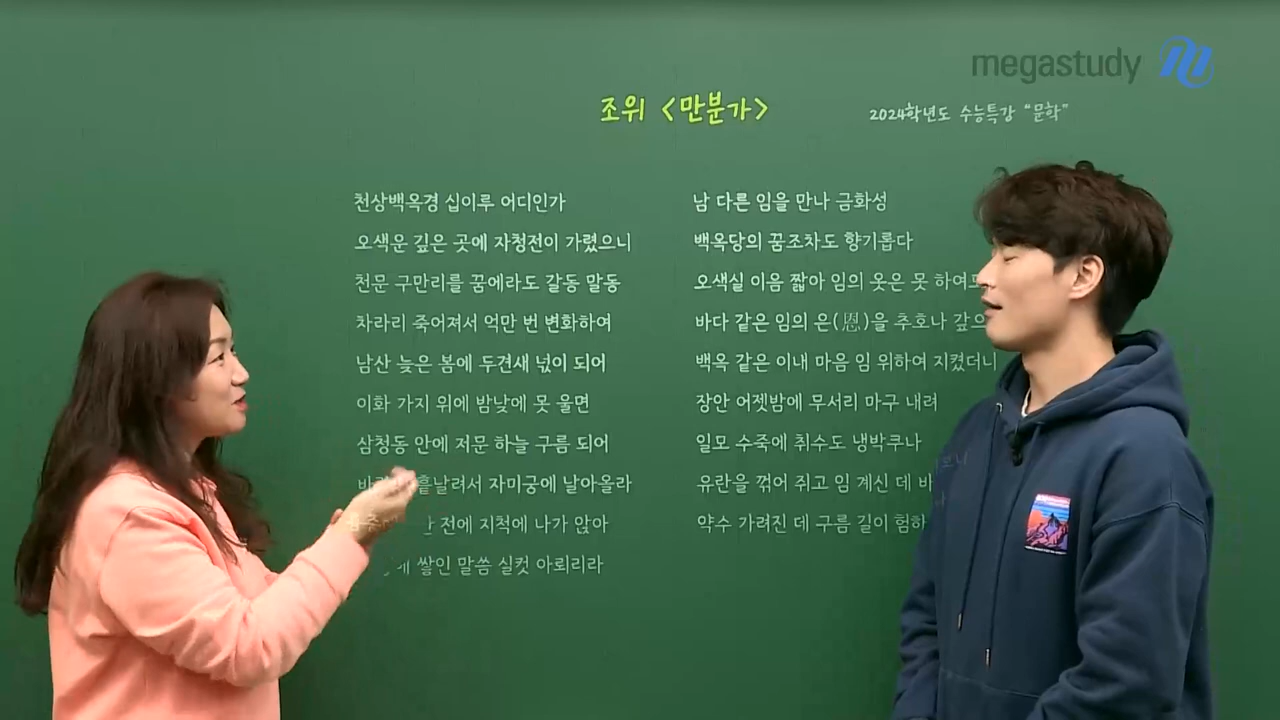 megastudy
조위 <만분가>
2024학년도 수능특강 "문학"
천상백옥경 십이루 어디인가
오색운 깊은 곳에 자청전이 가렸으니
천문 구만리를 꿈에라도 갈동 말동
차라리 죽어져서 억만 번 변화하여
남산 늦은 봄에 두견새 넋이 되어
이화 가지 위에 밤낮에 못 울면
삼청동 안에 저문 하늘 구름 되어
흩날려서 자미궁에 날아올라
전에 지척에 나가 앉아
쌓인 말씀 실컷 아뢰리라
남 다른 임을 만나 금화성
백옥당의 꿈조차도 향기롭다
오색실 이음 짧아 임의 옷은 못
바다 같은 임의 은(恩)을 추호나
백옥 같은 이내 마음 임 위하여 지켰더니
장안 어젯밤에 무서리 마구 내려
일모 수죽에 취수도 냉박쿠나
유란을 꺾어 쥐고 임 계신 데
약수 가려진 데 구름 길이